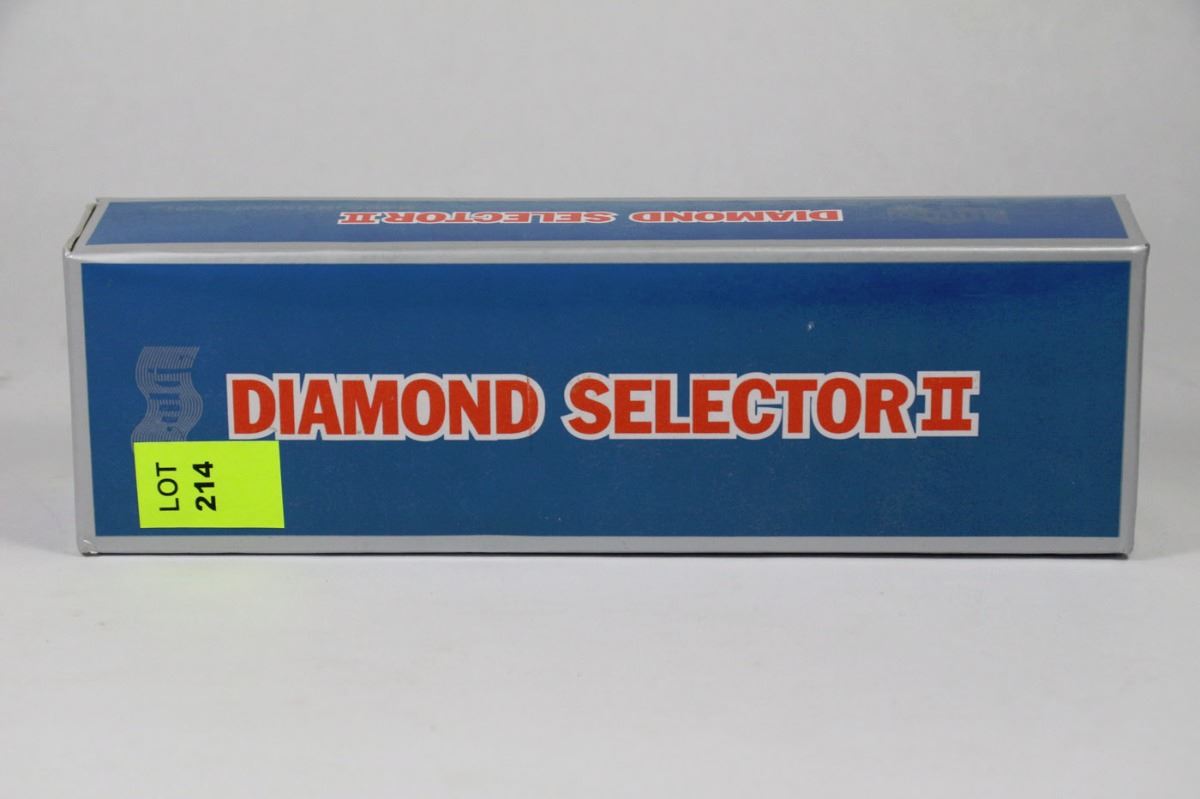 DIAMOND SELECTOR II
DIAMOND SELECTOR II
LOT
214